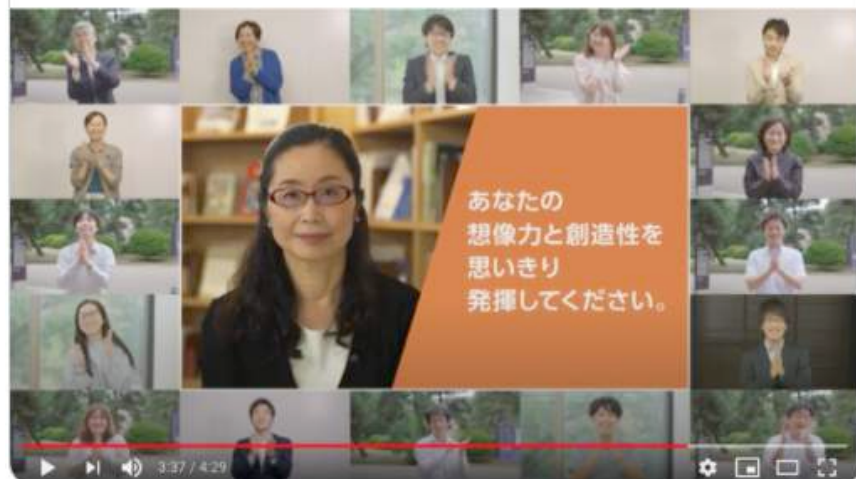 あなたの
想像力と創造性を
思いきり
発揮してください。
3:37 / 4:29